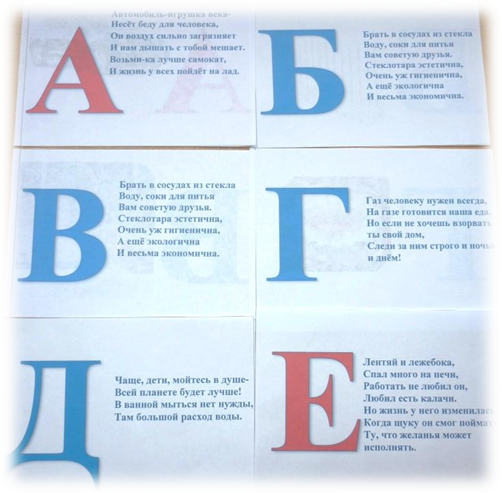 А
Автомобиль-игрушка века-
Несёт беду для человека,
Он воздух сильно загрязняет
И нам дышать с тобой мешает.
Возьми-ка лучше самокат,
И жизнь у всех пойдёт на лад.
Б
Брать в сосудах из стекла
Воду, соки для питья
Вам советую друзья.
Стеклотара эстетична,
Очень уж гигиенична,
А ещё экологична
И весьма экономична.
В
Брать в сосудах из стекла
Воду, соки для питья
Вам советую друзья.
Стеклотара эстетична,
Очень уж гигиенична,
А ещё экологична
И весьма экономична.
Г
Газ человеку нужен всегда,
На газе готовится наша еда.
Но если не хочешь взорвать
ты свой дом,
Следи за ним строго и ночью
и днём!
Д
Чаще, дети, мойтесь в душе-
Всей планете будет лучше!
В ванной мыться нет нужды,
Там большой расход воды.
Е
Лентяй и лежебока,
Спал много на печи,
Работать не любил он,
Любил есть калачи.
Но жизнь у него изменилась
Когда щуку он смог поймать
Ту, что желанья может
исполнять.